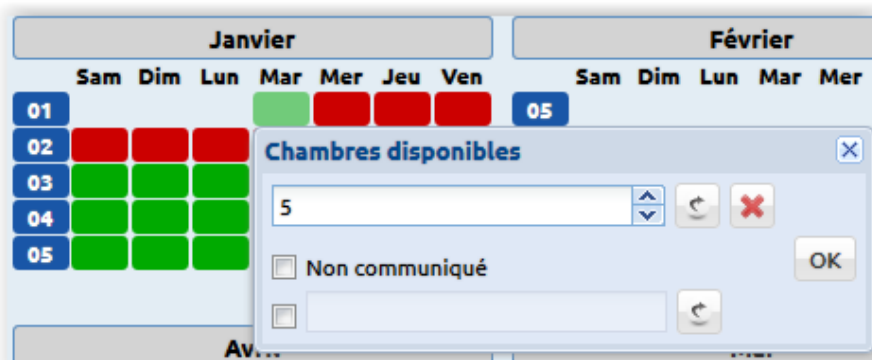 Janvier Février
Sam Dim Lun Mar Mer Jeu Ven Sam Dim Lun Mar Mer
01 05
02 Chambres disponibles
03
5
04
05 Non communiqué OK